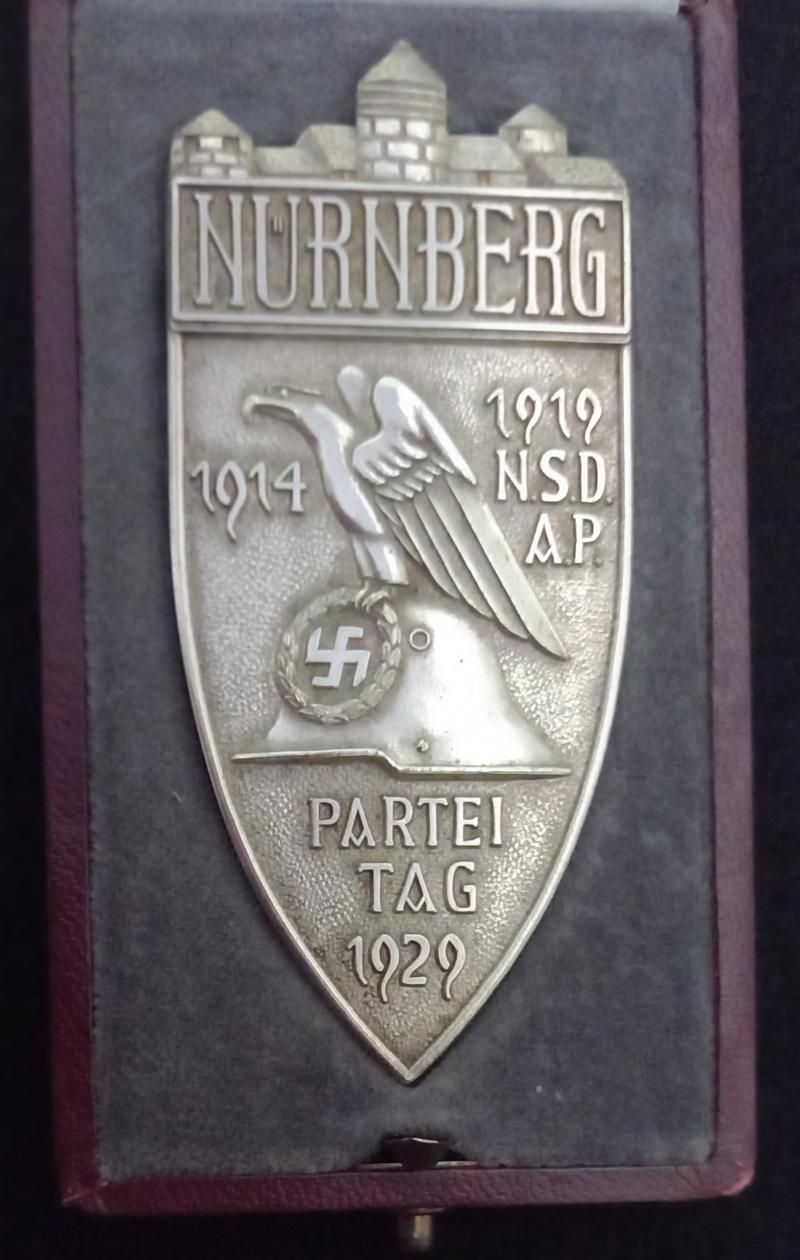 NÜRNBERG
1914
1919
N.S.D.
A.P.
PARTEI
TAG
1929